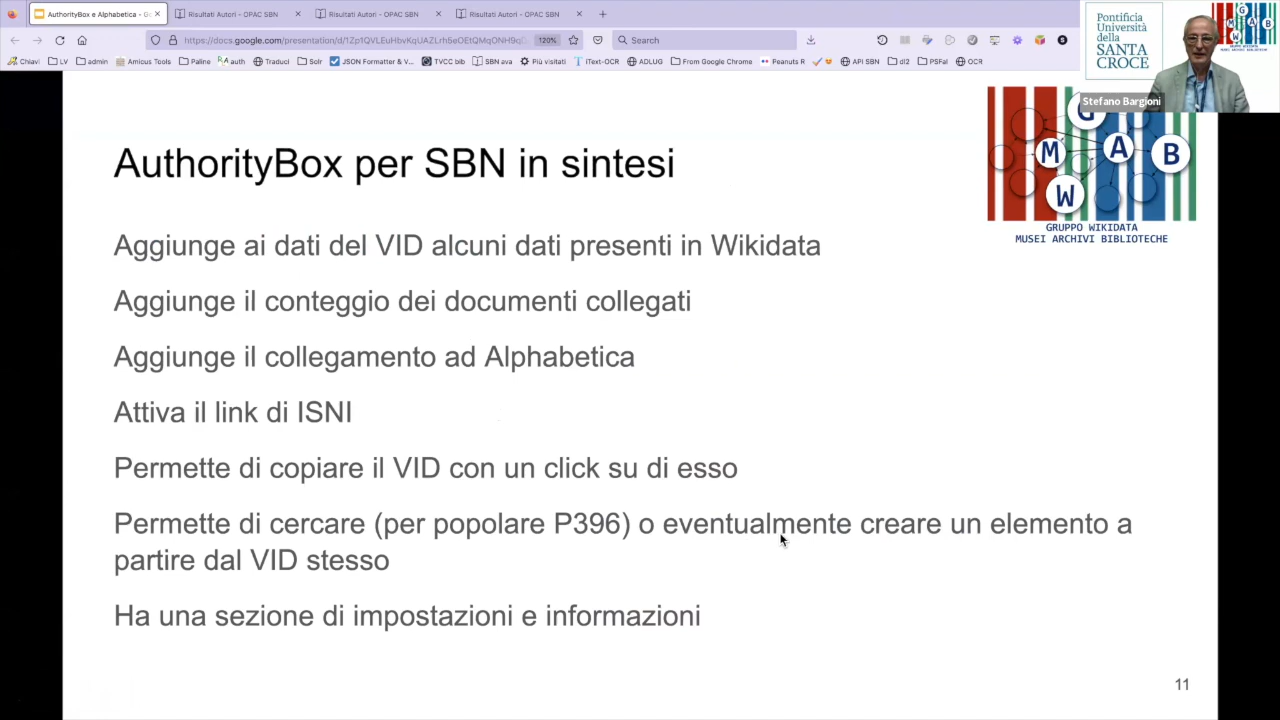 AuthorityBox e Alphabetica - Go
Risultati Autori - OPAC SBN
Risultati Autori - OPAC SBN
Risultati Autori - OPAC SBN
120%
Search
Chiavi
LV
admin
Amicus Tools
Paline
auth
Traduci
Solr
JSON Formatter & V...
TVCC bib
SBN aut
Più visitati
iText-OCR
ADLUG
From Google Chrome
Peanuts
API SBN
dl2
PSFal
OCR
Pontificia
Università
della
SANTA
CROCE
Stefano Bargioni
G
M
A
B
W
GRUPPO WIKIDATA
MUSEI ARCHIVI BIBLIOTECHE
AuthorityBox per SBN in sintesi
Aggiunge ai dati del VID alcuni dati presenti in Wikidata
Aggiunge il conteggio dei documenti collegati
Aggiunge il collegamento ad Alphabetica
Attiva il link di ISNI
Permette di copiare il VID con un click su di esso
Permette di cercare (per popolare P396) o eventualmente creare un elemento a
partire dal VID stesso
Ha una sezione di impostazioni e informazioni
11